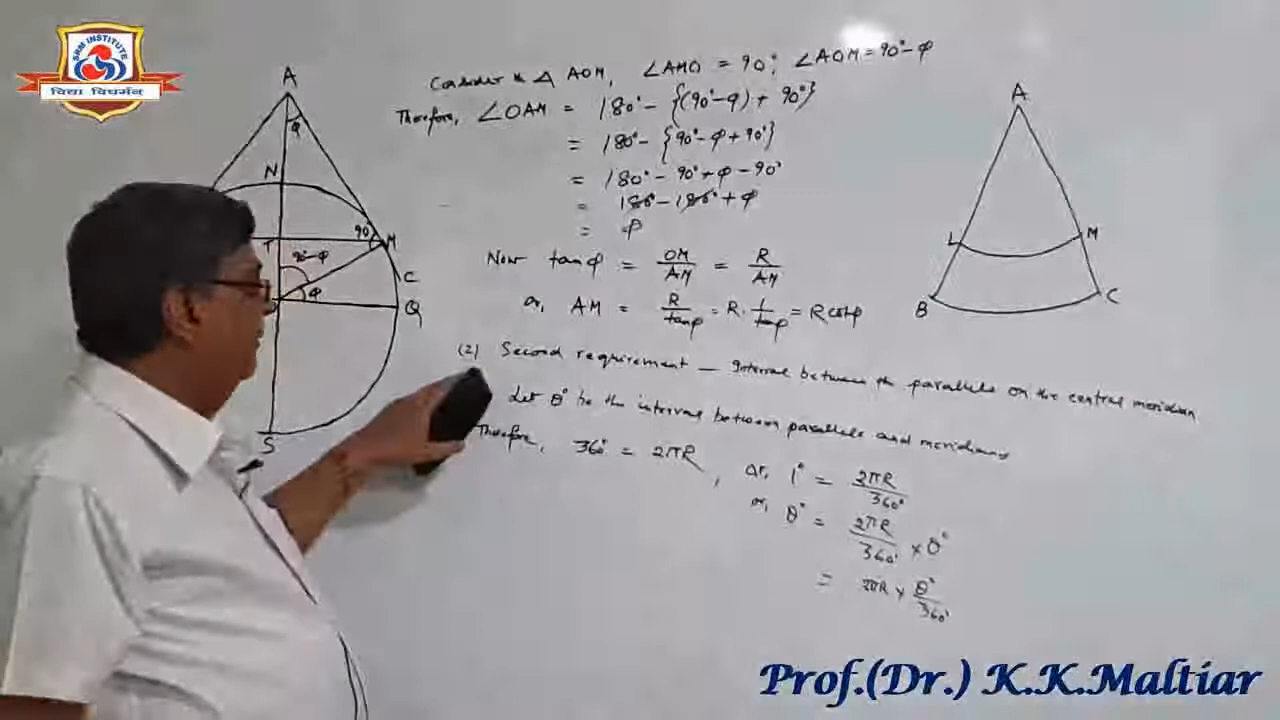 SRM INSTITUTE
विद्या विधर्मन
Consider in Δ AOM, ∠AMO = 90°, ∠AOM = 90°-φ
Therefore, ∠OAM = 180° - {(90°-φ) + 90°}
= 180° - {90° - φ + 90°}
= 180° - 90° + φ - 90°
= 180° - 180° + φ
= φ
Now tan φ = OM/AM = R/AM
or, AM = R/tanφ = R. 1/tanφ = R cotφ
(2) Second requirement — Interval between the parallels on the central meridian
Let θ° be the interval between parallels and meridians
Therefore, 360° = 2πR, or, 1° = 2πR/360°
or, θ° = 2πR/360° × θ°
= 2πR × θ°/360°
A
φ
N
90°
M
T
90°-φ
C
φ
Q
S
A
L
M
B
C
Prof.(Dr.) K.K.Maltiar